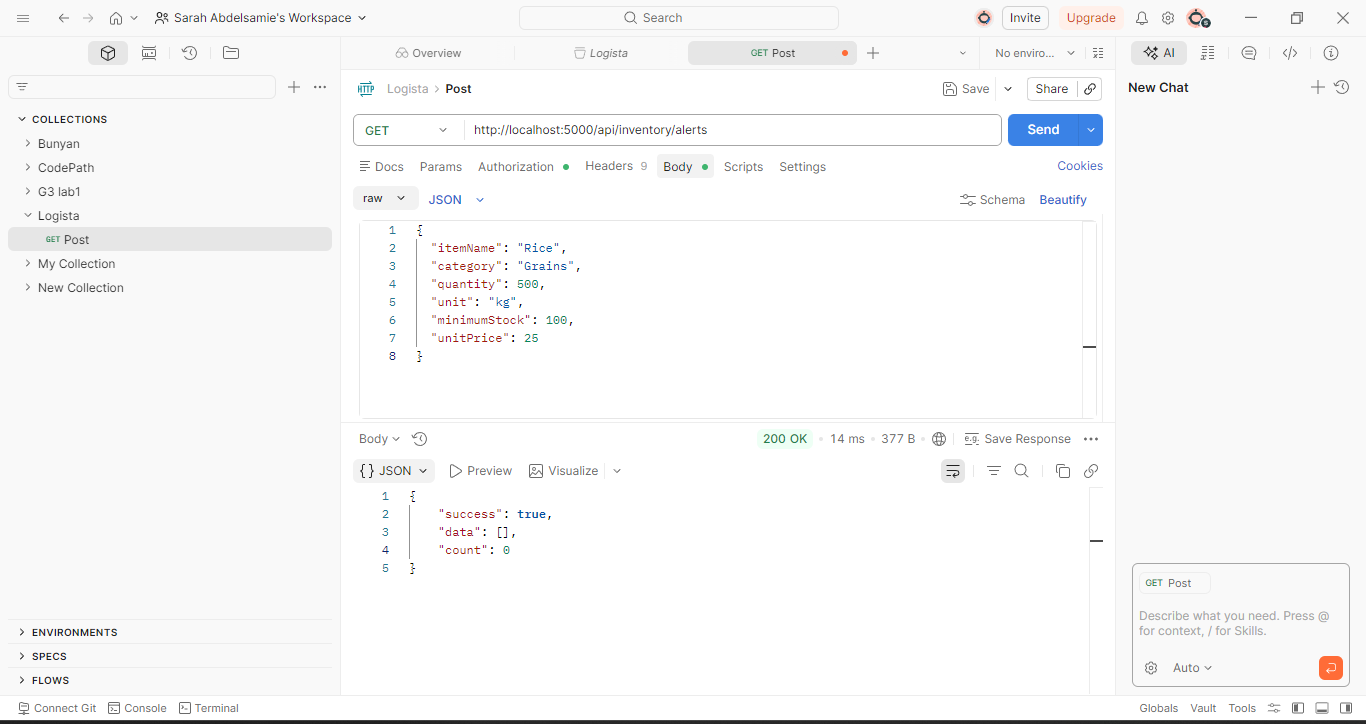 Sarah Abdelsamie's Workspace
Search
Invite
Upgrade
Overview
Logista
GET Post
No enviro...
AI
COLLECTIONS
Bunyan
CodePath
G3 lab1
Logista
GET Post
My Collection
New Collection
ENVIRONMENTS
SPECS
FLOWS
HTTP Logista > Post
Save
Share
GET
http://localhost:5000/api/inventory/alerts
Send
Docs Params Authorization Headers 9 Body Scripts Settings
Cookies
raw JSON
Schema Beautify
1 {
2 "itemName": "Rice",
3 "category": "Grains",
4 "quantity": 500,
5 "unit": "kg",
6 "minimumStock": 100,
7 "unitPrice": 25
8 }
Body
200 OK • 14 ms • 377 B
e.g. Save Response
{} JSON Preview Visualize
1 {
2 "success": true,
3 "data": [],
4 "count": 0
5 }
New Chat
GET Post
Describe what you need. Press @
for context, / for Skills.
Auto
Connect Git Console Terminal
Globals Vault Tools